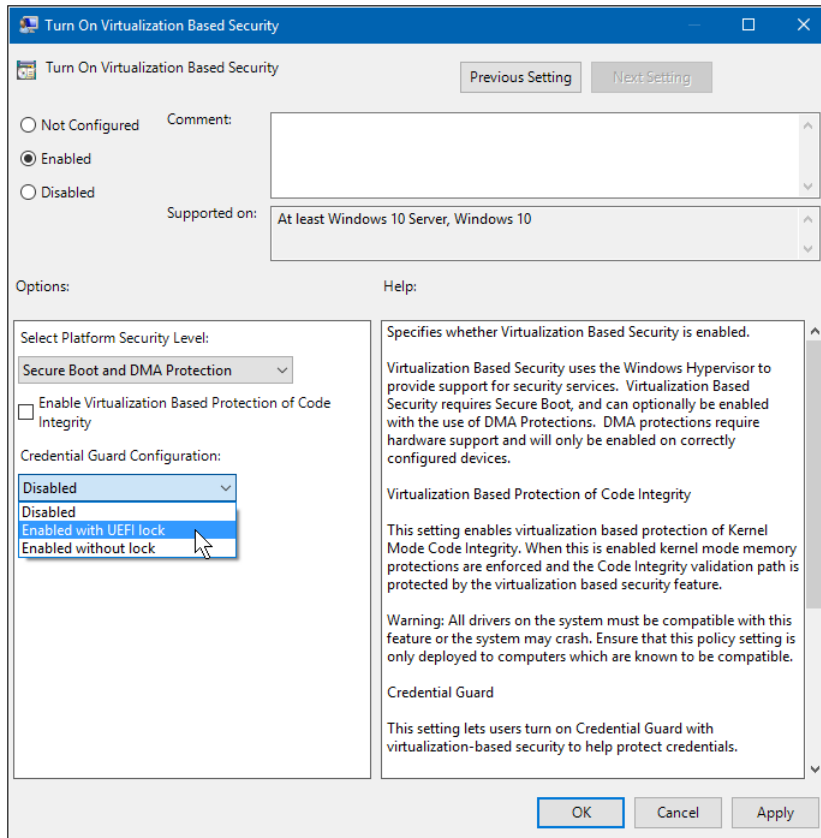 Turn On Virtualization Based Security
Turn On Virtualization Based Security
Previous Setting
Next Setting
Not Configured
Comment:
Enabled
Disabled
Supported on:
At least Windows 10 Server, Windows 10
Options:
Help:
Select Platform Security Level:
Secure Boot and DMA Protection
Enable Virtualization Based Protection of Code
Integrity
Credential Guard Configuration:
Disabled
Disabled
Enabled with UEFI lock
Enabled without lock
Specifies whether Virtualization Based Security is enabled.
Virtualization Based Security uses the Windows Hypervisor to
provide support for security services.  Virtualization Based
Security requires Secure Boot, and can optionally be enabled
with the use of DMA Protections.  DMA protections require
hardware support and will only be enabled on correctly
configured devices.
Virtualization Based Protection of Code Integrity
This setting enables virtualization based protection of Kernel
Mode Code Integrity. When this is enabled kernel mode memory
protections are enforced and the Code Integrity validation path is
protected by the virtualization based security feature.
Warning: All drivers on the system must be compatible with this
feature or the system may crash. Ensure that this policy setting is
only deployed to computers which are known to be compatible.
Credential Guard
This setting lets users turn on Credential Guard with
virtualization-based security to help protect credentials.
OK
Cancel
Apply